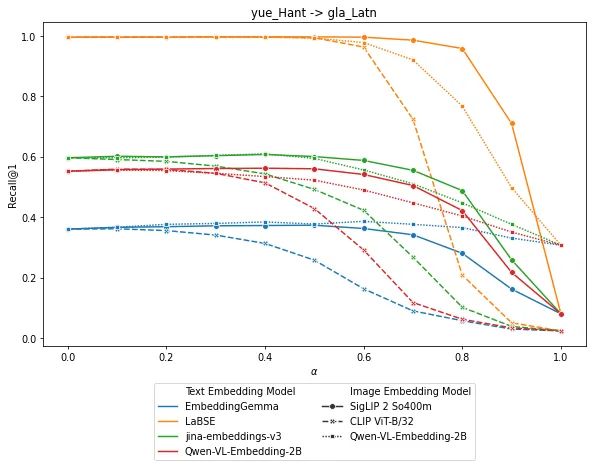 yue_Hant -> gla_Latn
Recall@1
1.0
0.8
0.6
0.4
0.2
0.0
0.0 0.2 0.4 0.6 0.8 1.0
α
Text Embedding Model
EmbeddingGemma
LaBSE
jina-embeddings-v3
Qwen-VL-Embedding-2B
Image Embedding Model
SigLIP 2 So400m
CLIP ViT-B/32
Qwen-VL-Embedding-2B